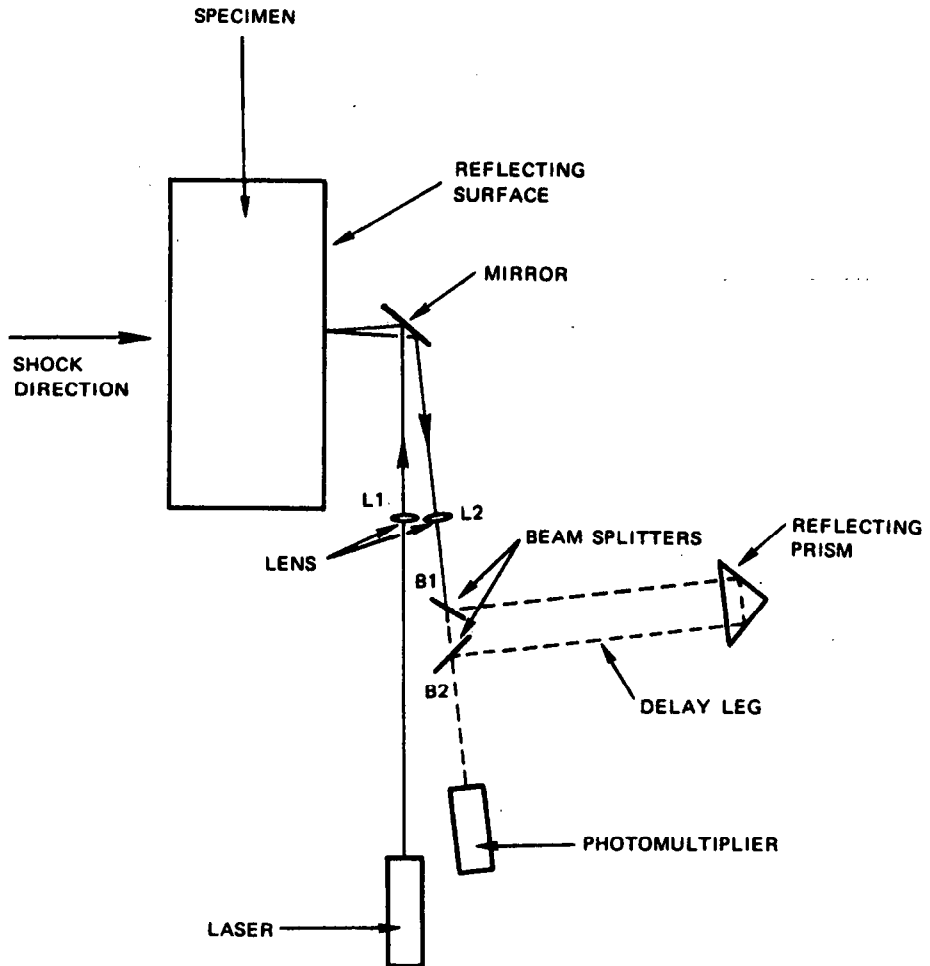 SPECIMEN
REFLECTING
SURFACE
MIRROR
SHOCK
DIRECTION
L1
L2
LENS
BEAM SPLITTERS
REFLECTING
PRISM
B1
B2
DELAY LEG
PHOTOMULTIPLIER
LASER